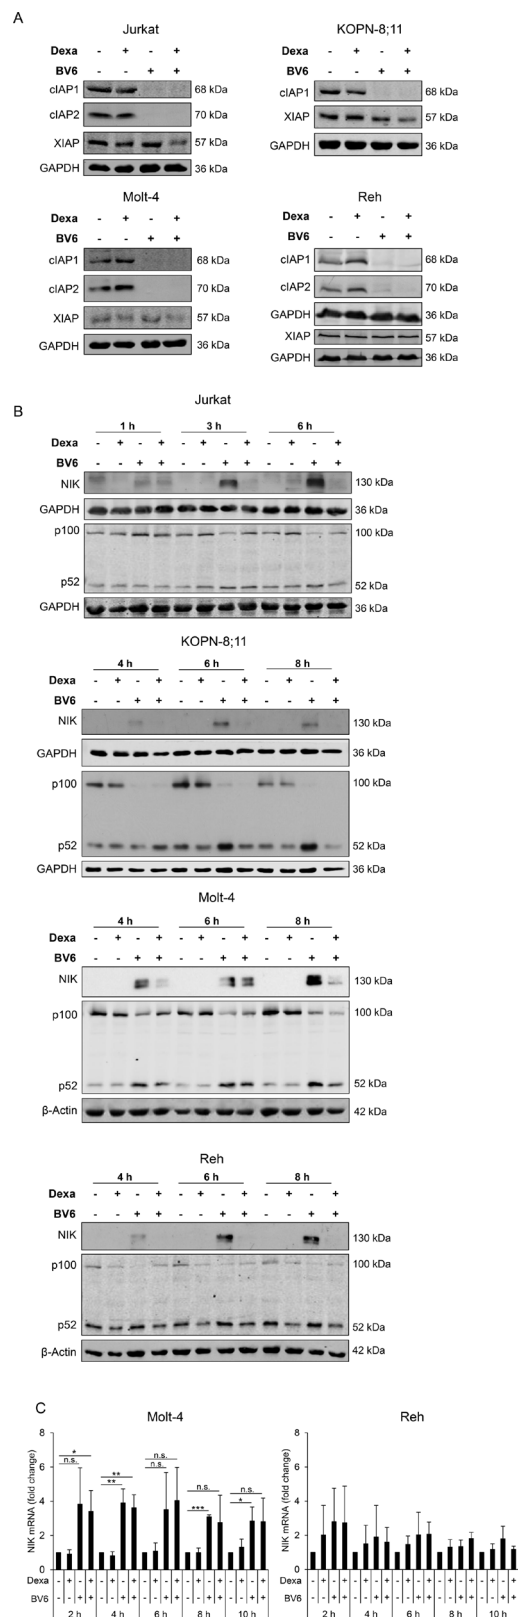 A
Jurkat
Dexa - + - +
BV6 - - + +
cIAP1 68 kDa
cIAP2 70 kDa
XIAP 57 kDa
GAPDH 36 kDa
KOPN-8;11
Dexa - + - +
BV6 - - + +
cIAP1 68 kDa
XIAP 57 kDa
GAPDH 36 kDa
Molt-4
Dexa - + - +
BV6 - - + +
cIAP1 68 kDa
cIAP2 70 kDa
XIAP 57 kDa
GAPDH 36 kDa
Reh
Dexa - + - +
BV6 - - + +
cIAP1 68 kDa
cIAP2 70 kDa
GAPDH 36 kDa
XIAP 57 kDa
GAPDH 36 kDa
B
Jurkat
1 h 3 h 6 h
Dexa - + - + - + - + - + - +
BV6 - - + + - - + + - - + +
NIK 130 kDa
GAPDH 36 kDa
p100 100 kDa
p52 52 kDa
GAPDH 36 kDa
KOPN-8;11
4 h 6 h 8 h
Dexa - + - + - + - + - + - +
BV6 - - + + - - + + - - + +
NIK 130 kDa
GAPDH 36 kDa
p100 100 kDa
p52 52 kDa
GAPDH 36 kDa
Molt-4
4 h 6 h 8 h
Dexa - + - + - + - + - + - +
BV6 - - + + - - + + - - + +
NIK 130 kDa
p100 100 kDa
p52 52 kDa
β-Actin 42 kDa
Reh
4 h 6 h 8 h
Dexa - + - + - + - + - + - +
BV6 - - + + - - + + - - + +
NIK 130 kDa
p100 100 kDa
p52 52 kDa
β-Actin 42 kDa
C
Molt-4
NIK mRNA (fold change)
8
6
4
2
0
*
n.s.
**
**
n.s.
n.s.
n.s.
***
n.s.
*
Dexa - + - + - + - + - + - + - + - + - + - +
BV6 - - + + - - + + - - + + - - + + - - + +
2 h 4 h 6 h 8 h 10 h
Reh
NIK mRNA (fold change)
8
6
4
2
0
Dexa - + - + - + - + - + - + - + - + - + - +
BV6 - - + + - - + + - - + + - - + + - - + +
2 h 4 h 6 h 8 h 10 h